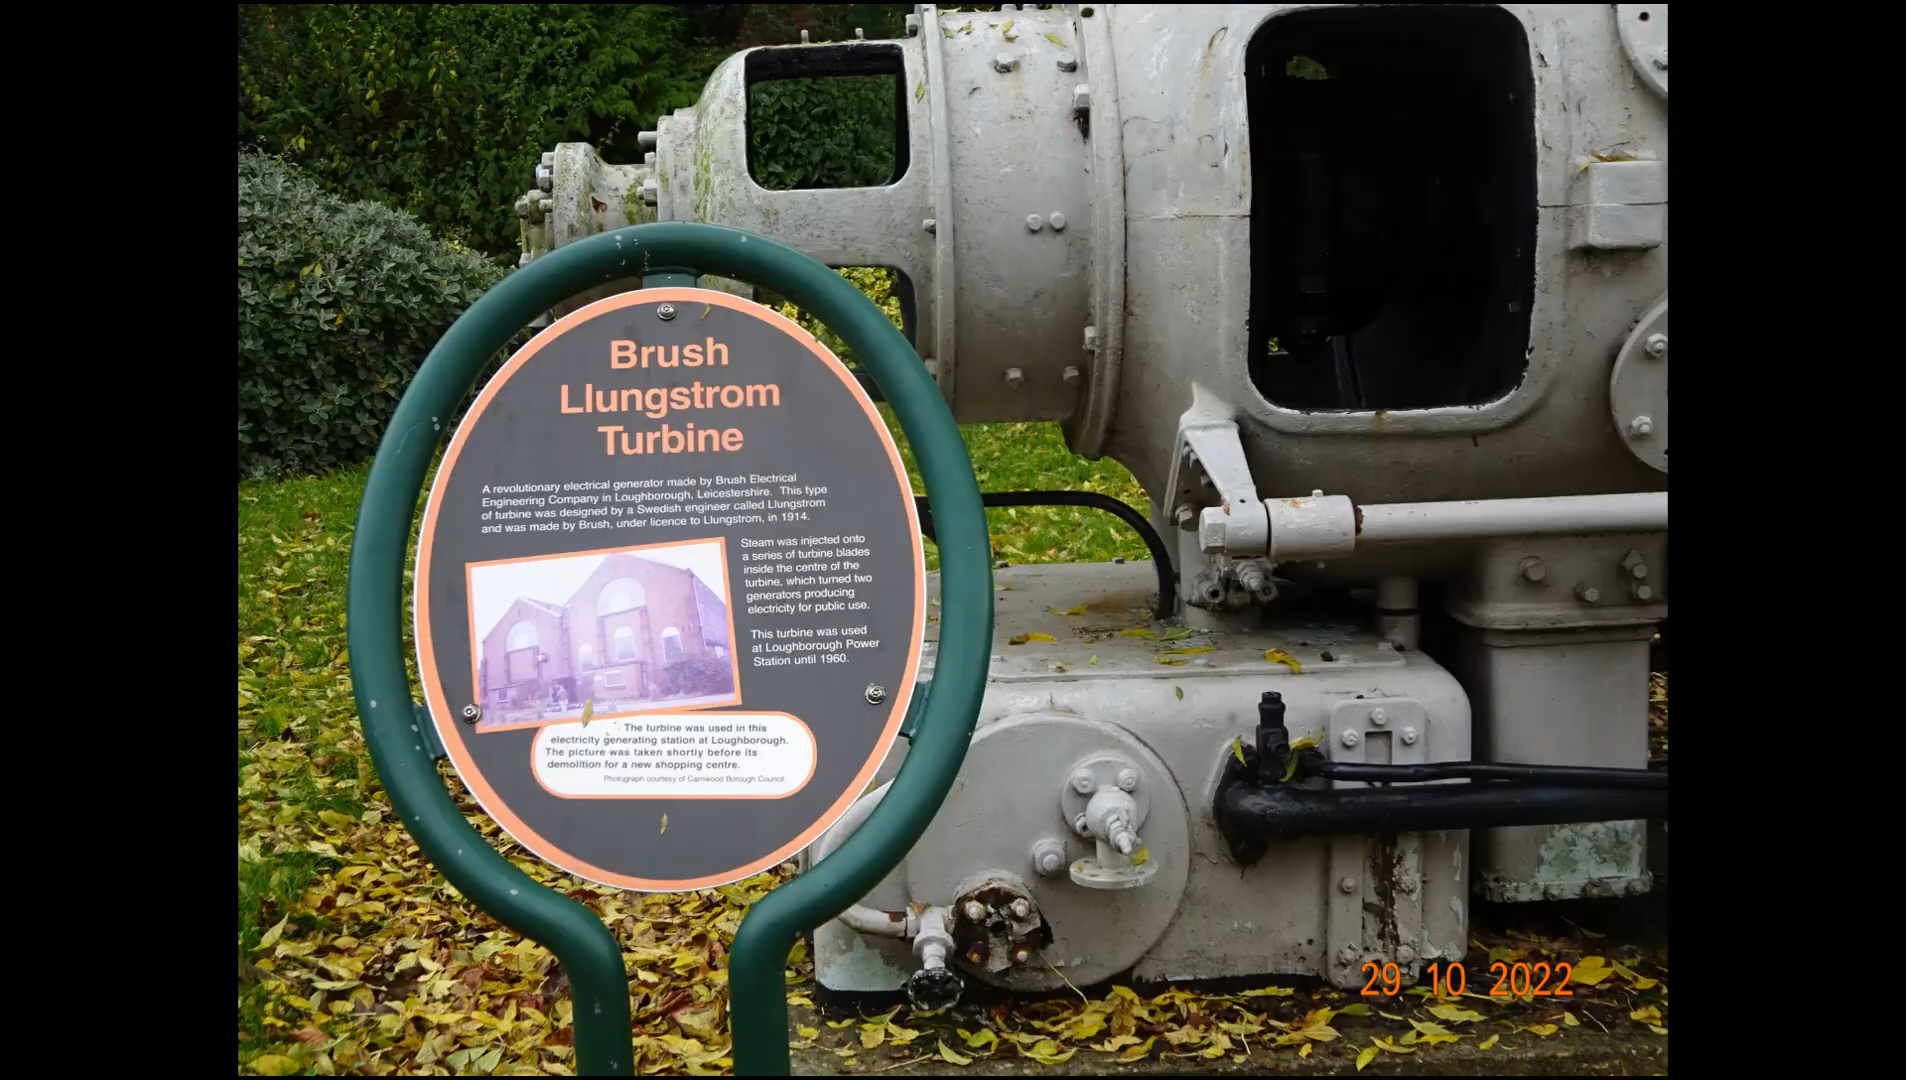 Brush
Llungstrom
Turbine
A revolutionary electrical generator made by Brush Electrical
Engineering Company in Loughborough, Leicestershire. This type
of turbine was designed by a Swedish engineer called Llungstrom
and was made by Brush, under licence to Llungstrom, in 1914.
Steam was injected onto
a series of turbine blades
inside the centre of the
turbine, which turned two
generators producing
electricity for public use.
This turbine was used
at Loughborough Power
Station until 1960.
The turbine was used in this
electricity generating station at Loughborough.
The picture was taken shortly before its
demolition for a new shopping centre.
Photograph courtesy of Carnwood Borough Council.
29 10 2022